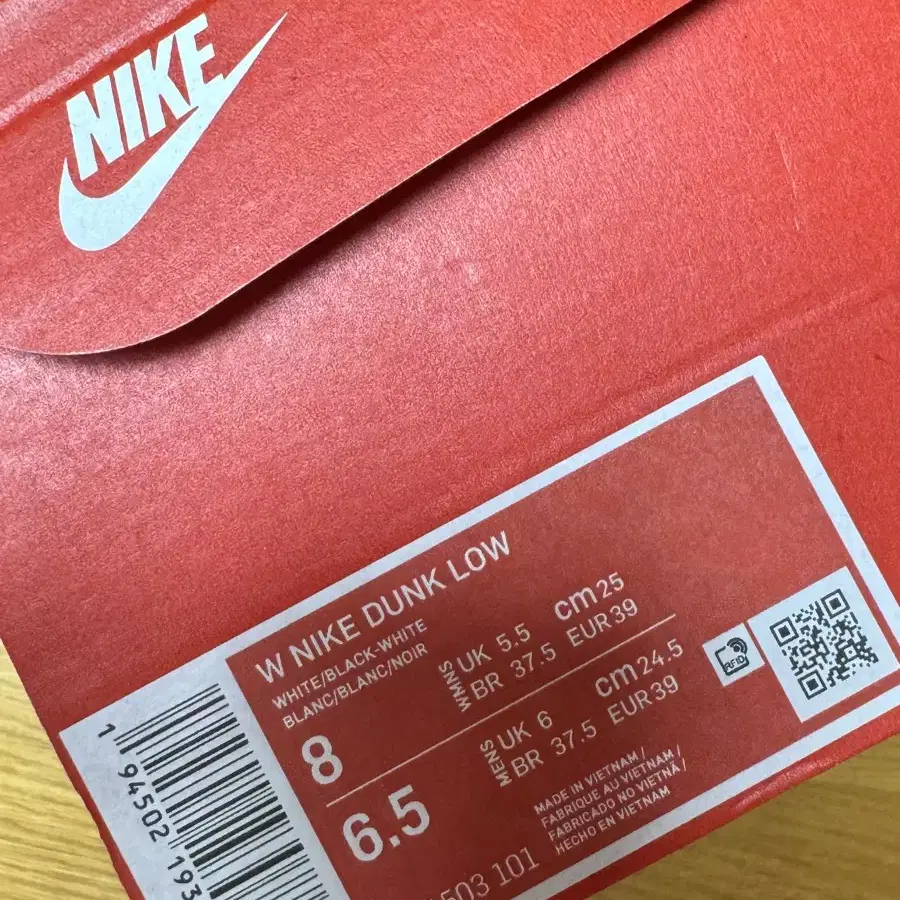 NIKE
W NIKE DUNK LOW
WHITE/BLACK-WHITE
BLANC/BLANC/NOIR
8
WMNS
UK 5.5 cm 25
BR 37.5 EUR 39
6.5
MENS
UK 6 cm 24.5
BR 37.5 EUR 39
RFID
MADE IN VIETNAM /
FABRIQUE AU VIETNAM /
FABRICADO NO VIETNÃ /
HECHO EN VIETNAM
503 101
1 94502 193